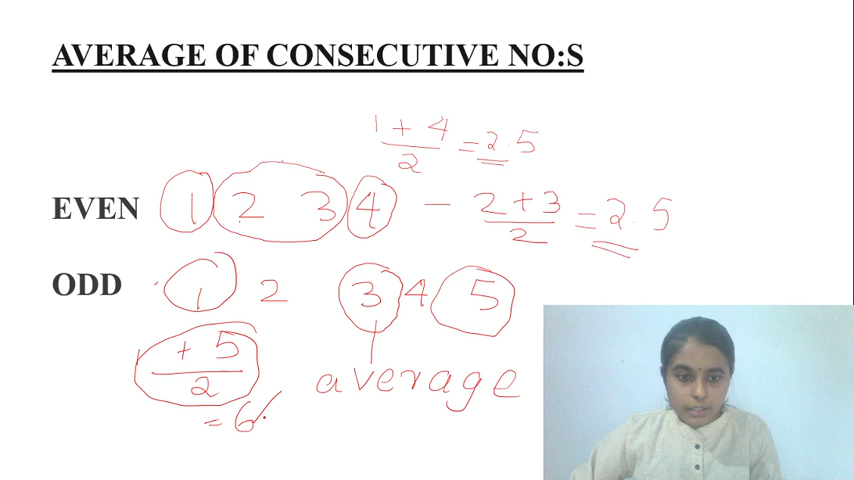 AVERAGE OF CONSECUTIVE NO:S
1 + 4
2
= 2.5
EVEN 1 2 3 4 - 2 + 3
2
= 2.5
ODD 1 2 3 4 5
+ 5
2
average
= 6/